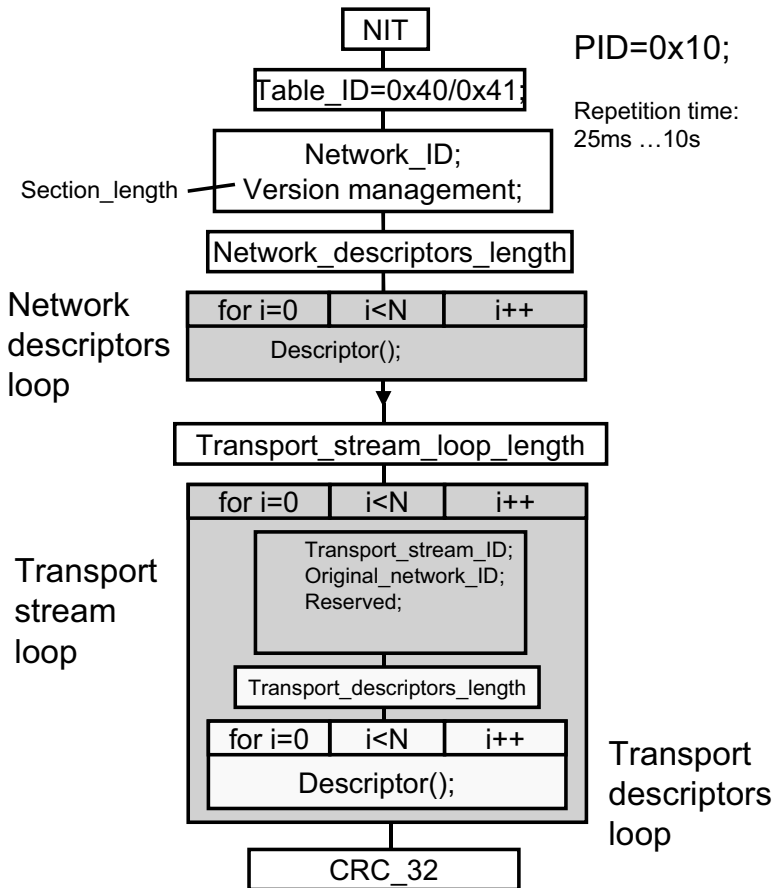 NIT
PID=0x10;
Table_ID=0x40/0x41;
Repetition time:
25ms …10s
Network_ID;
Section_length
Version management;
Network_descriptors_length
Network
descriptors
loop
for i=0 i<N i++
Descriptor();
Transport_stream_loop_length
for i=0 i<N i++
Transport
stream
loop
Transport_stream_ID;
Original_network_ID;
Reserved;
Transport_descriptors_length
for i=0 i<N i++
Descriptor();
Transport
descriptors
loop
CRC_32